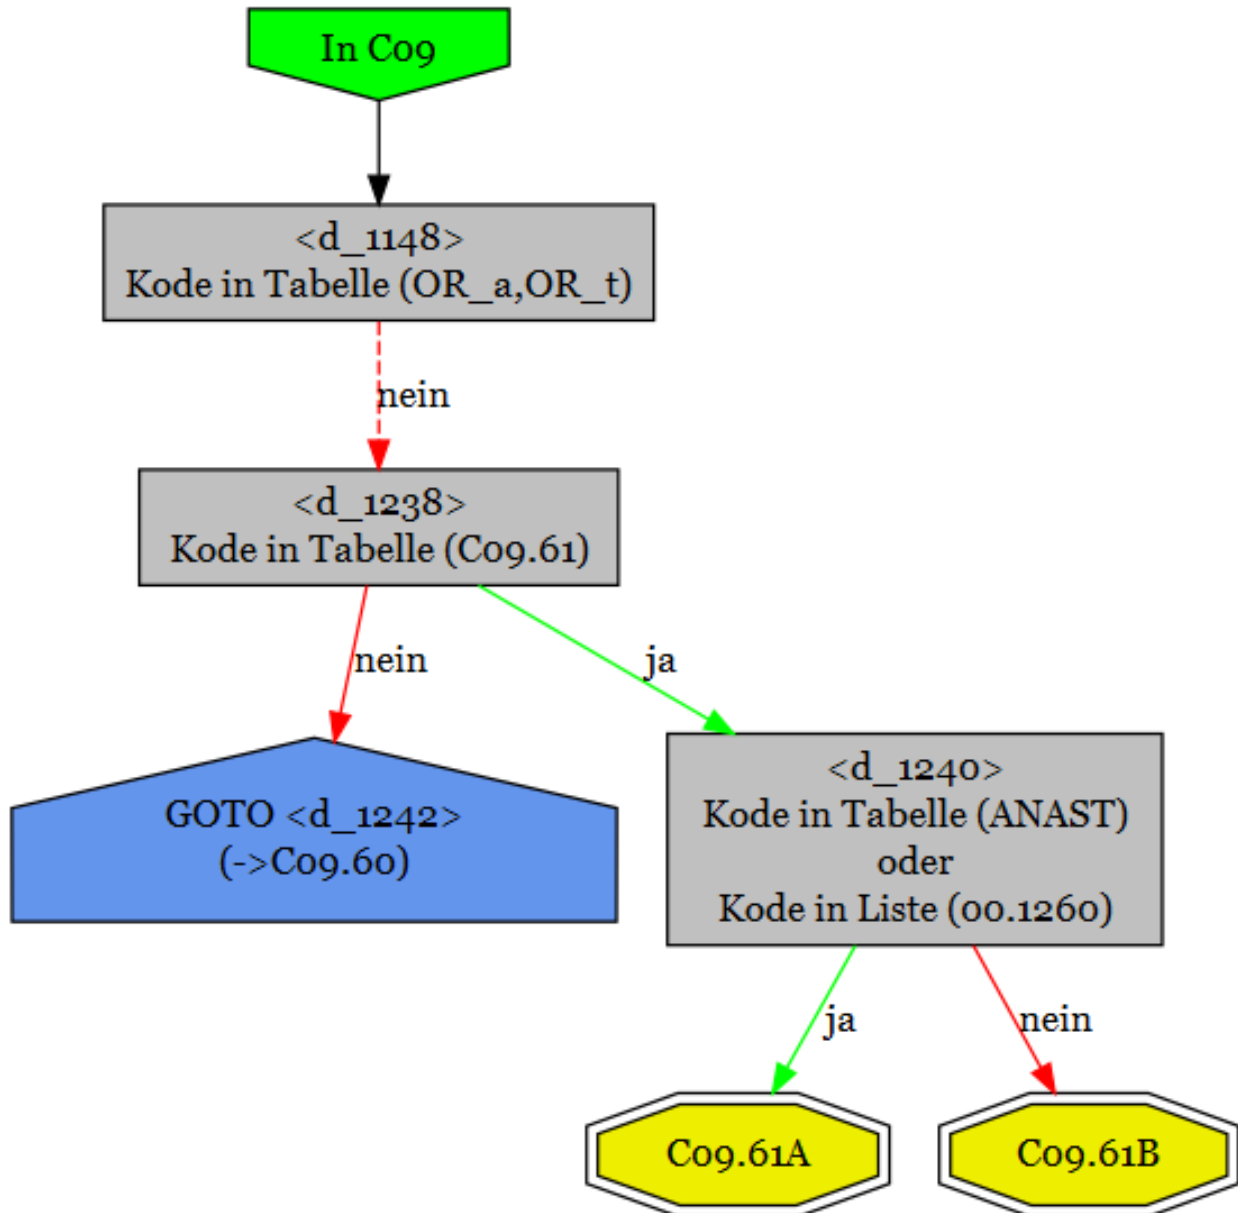 In C09
<d_1148>
Kode in Tabelle (OR_a,OR_t)
nein
<d_1238>
Kode in Tabelle (C09.61)
nein
ja
GOTO <d_1242>
(->C09.60)
<d_1240>
Kode in Tabelle (ANAST)
oder
Kode in Liste (00.1260)
ja
nein
C09.61A
C09.61B